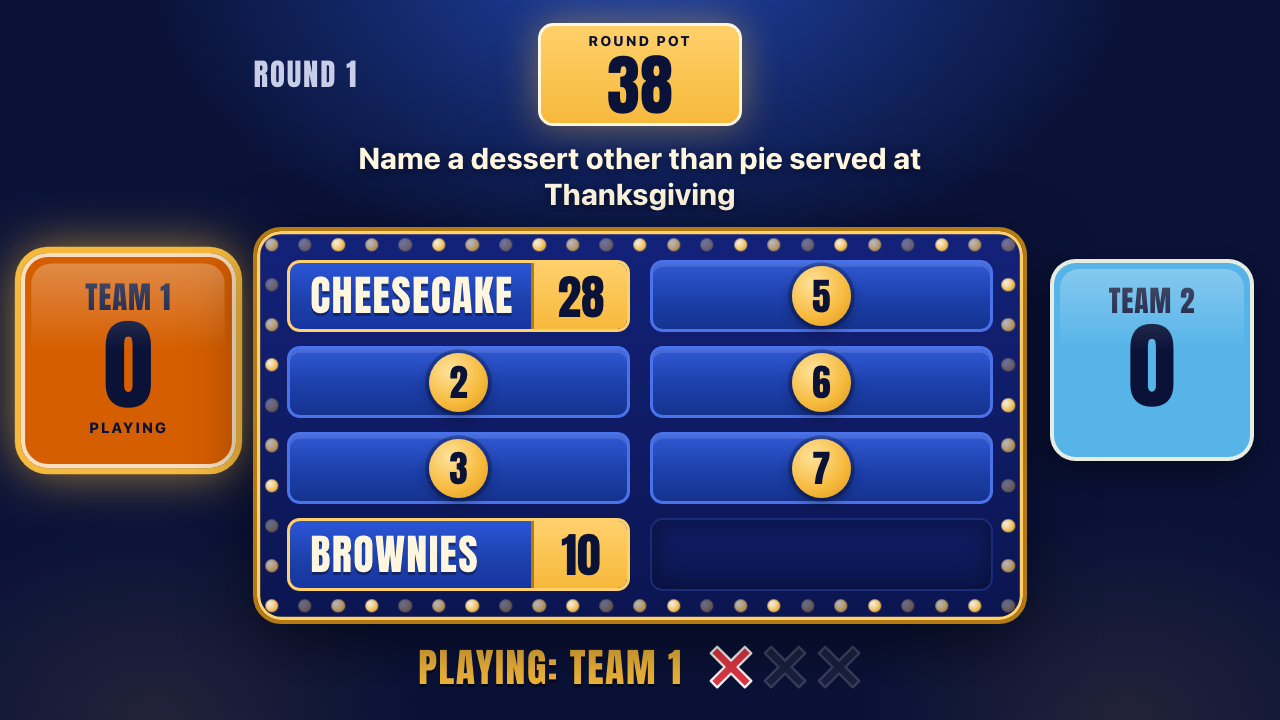 ROUND 1
ROUND POT
38
Name a dessert other than pie served at
Thanksgiving
TEAM 1
0
PLAYING
CHEESECAKE 28
2
3
BROWNIES 10
5
6
7
TEAM 2
0
PLAYING: TEAM 1